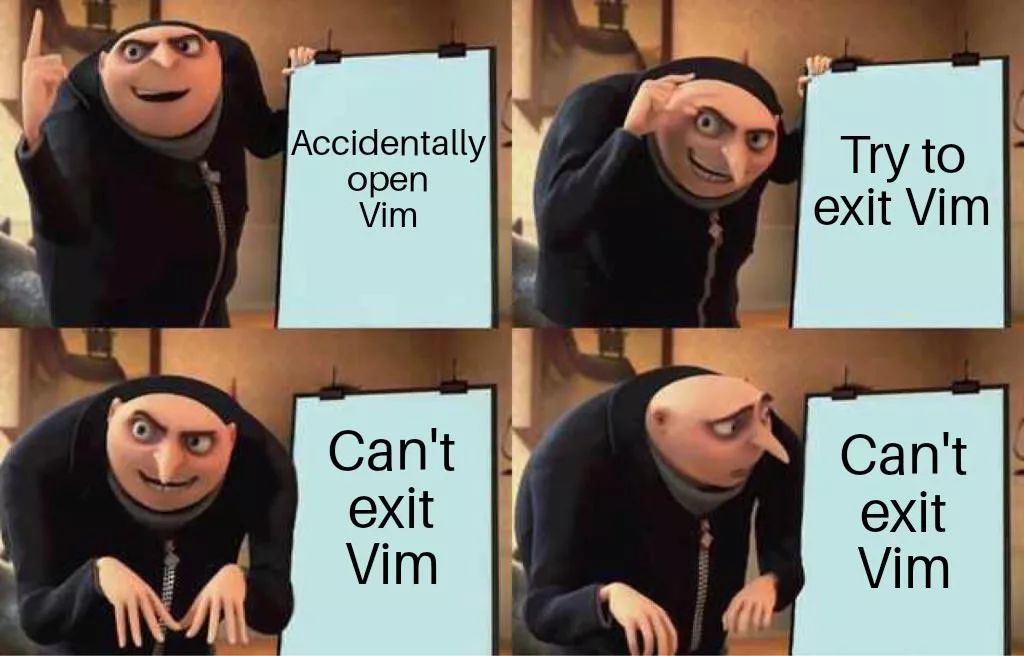 Accidentally
open
Vim
Try to
exit Vim
Can't
exit
Vim
Can't
exit
Vim